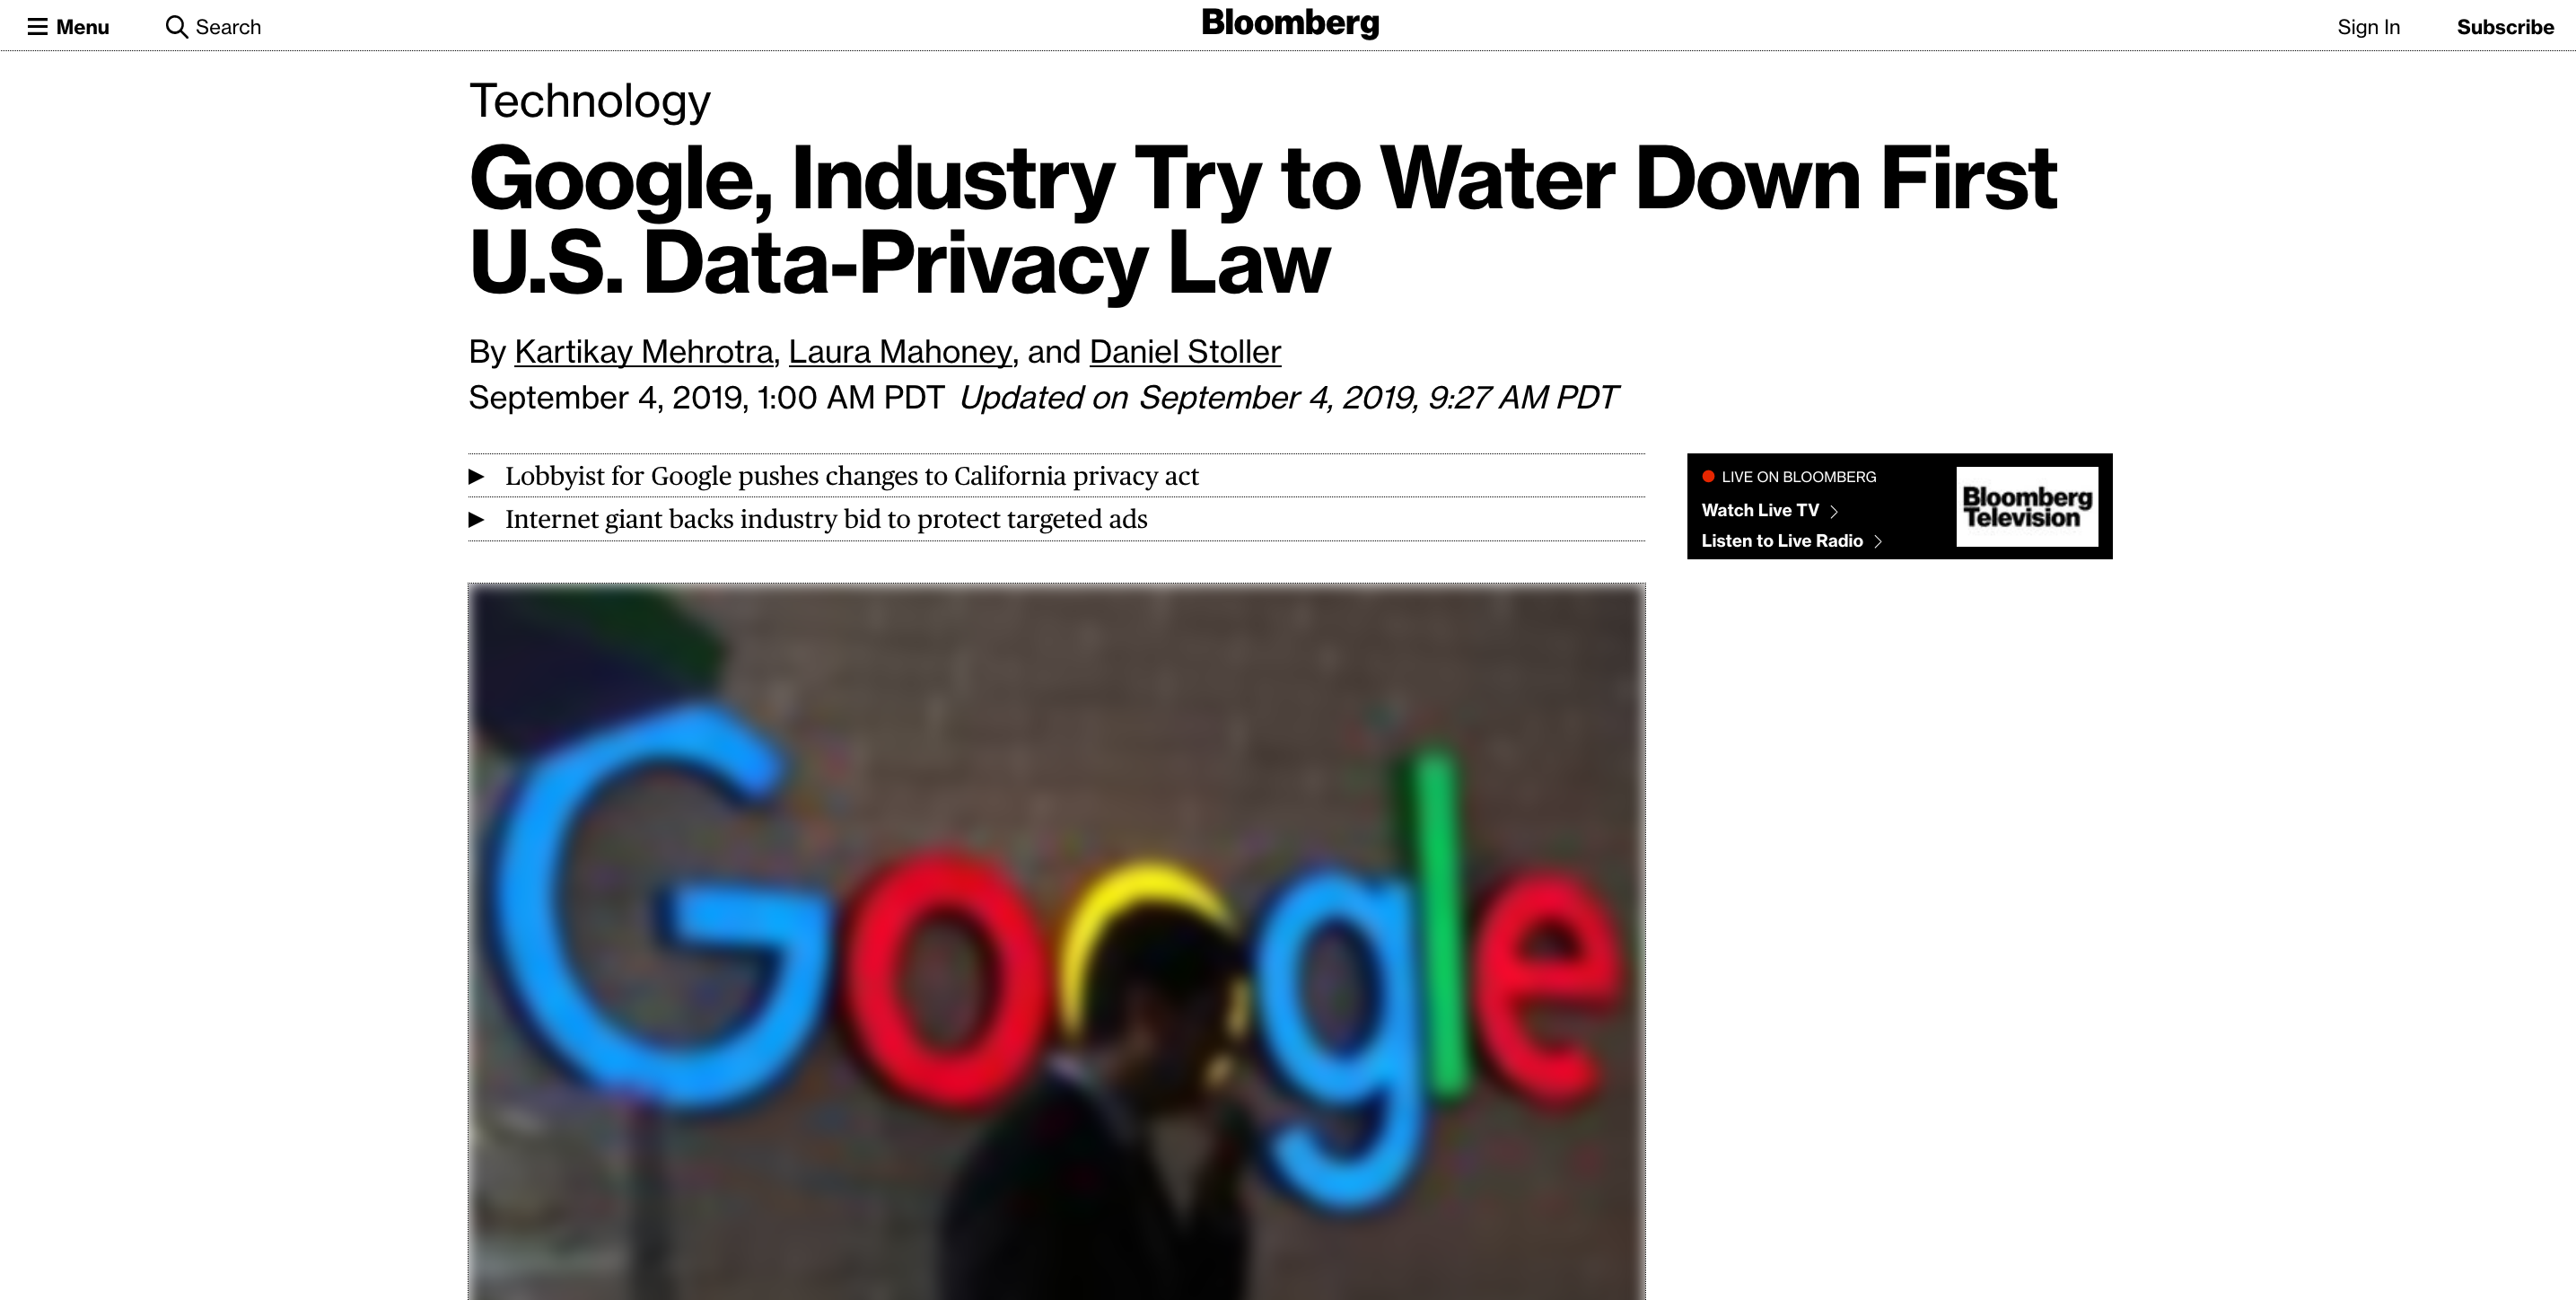 Menu
Search
Bloomberg
Sign In
Subscribe
Technology
Google, Industry Try to Water Down First
U.S. Data-Privacy Law
By Kartikay Mehrotra, Laura Mahoney, and Daniel Stoller
September 4, 2019, 1:00 AM PDT Updated on September 4, 2019, 9:27 AM PDT
Lobbyist for Google pushes changes to California privacy act
Internet giant backs industry bid to protect targeted ads
LIVE ON BLOOMBERG
Watch Live TV
Listen to Live Radio
Bloomberg
Television
Google